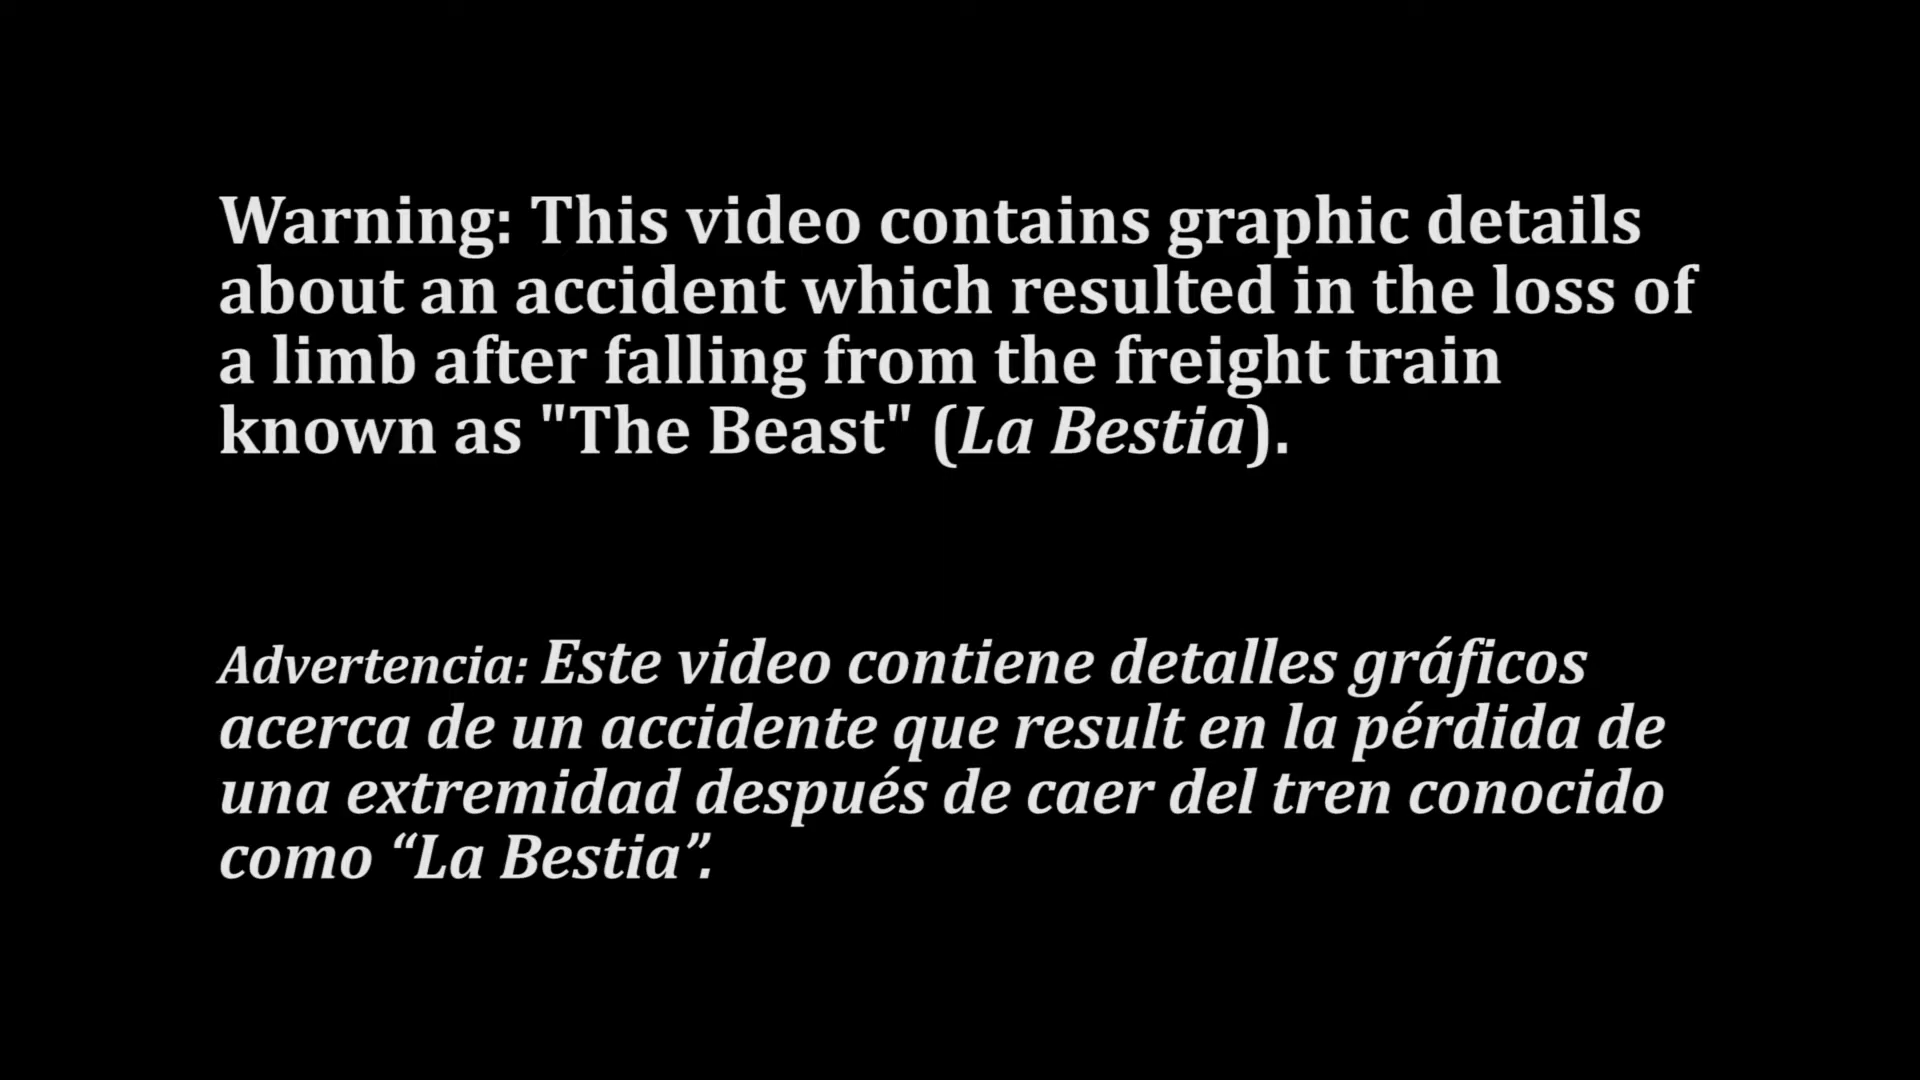 Warning: This video contains graphic details
about an accident which resulted in the loss of
a limb after falling from the freight train
known as "The Beast" (La Bestia).
Advertencia: Este video contiene detalles gráficos
acerca de un accidente que result en la pérdida de
una extremidad después de caer del tren conocido
como “La Bestia”.